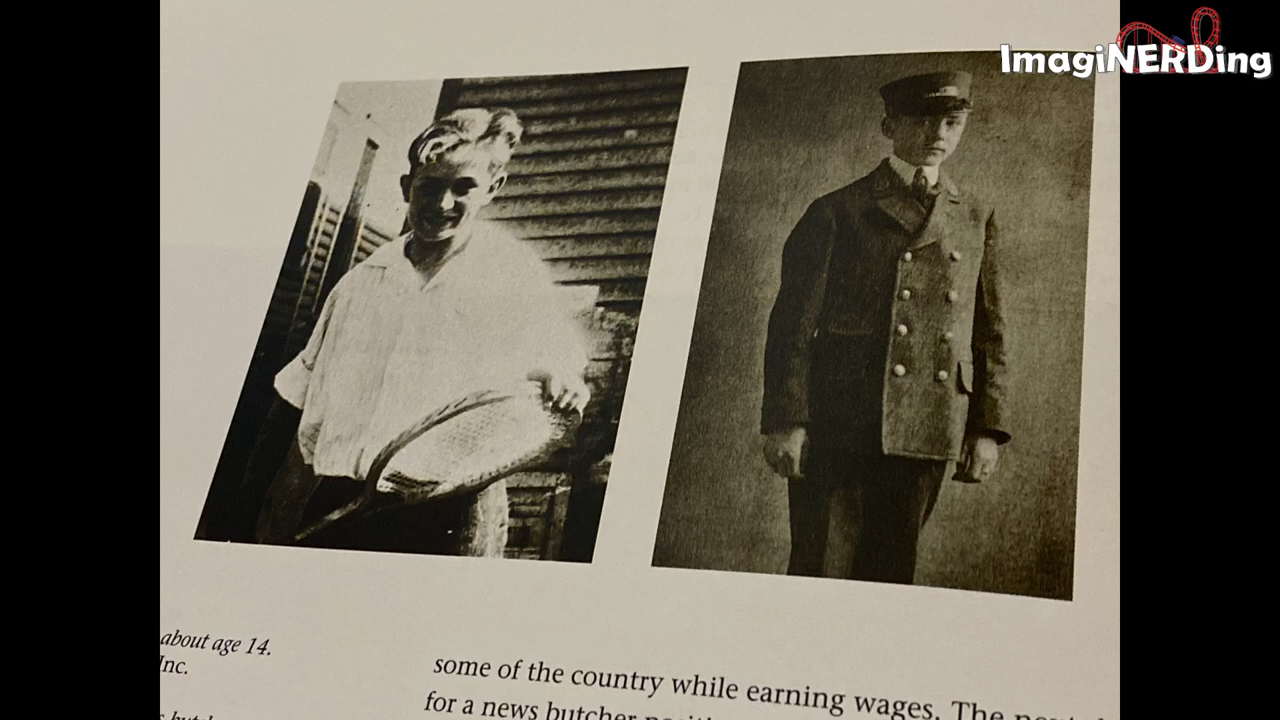 ImagiNERDing
about age 14.
Inc.
some of the country while earning wages. The
for a news butcher